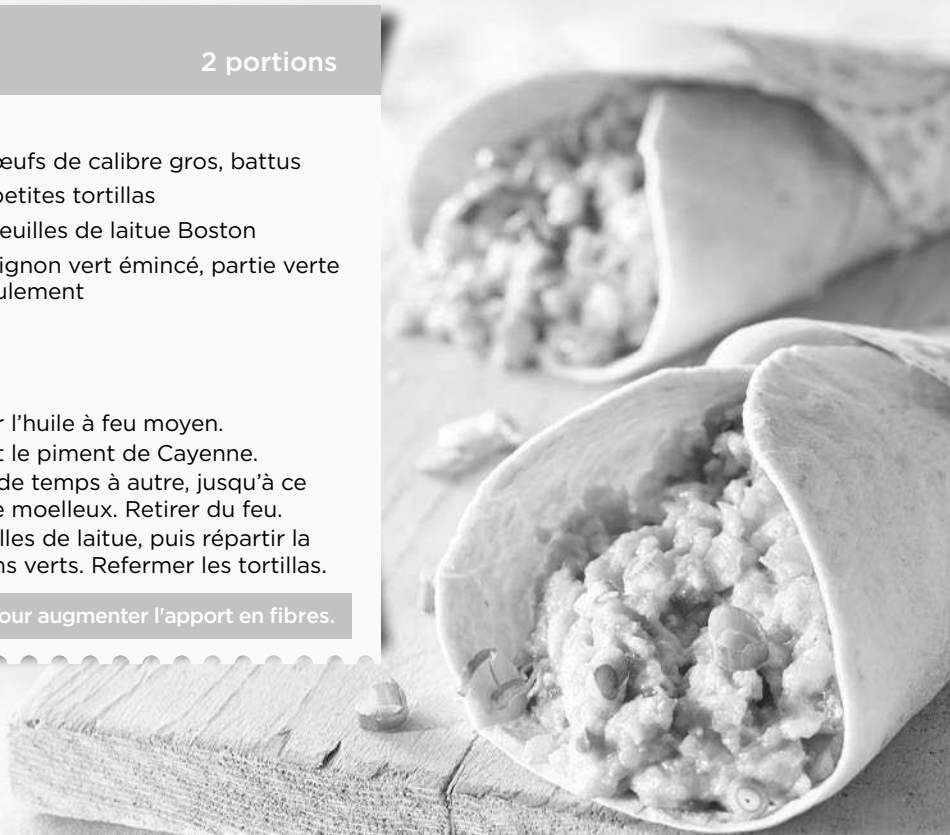 2 portions
œufs de calibre gros, battus
petites tortillas
euilles de laitue Boston
ignon vert émincé, partie verte
ulement
r l’huile à feu moyen.
t le piment de Cayenne.
de temps à autre, jusqu’à ce
e moelleux. Retirer du feu.
lles de laitue, puis répartir la
ns verts. Refermer les tortillas.
our augmenter l'apport en fibres.